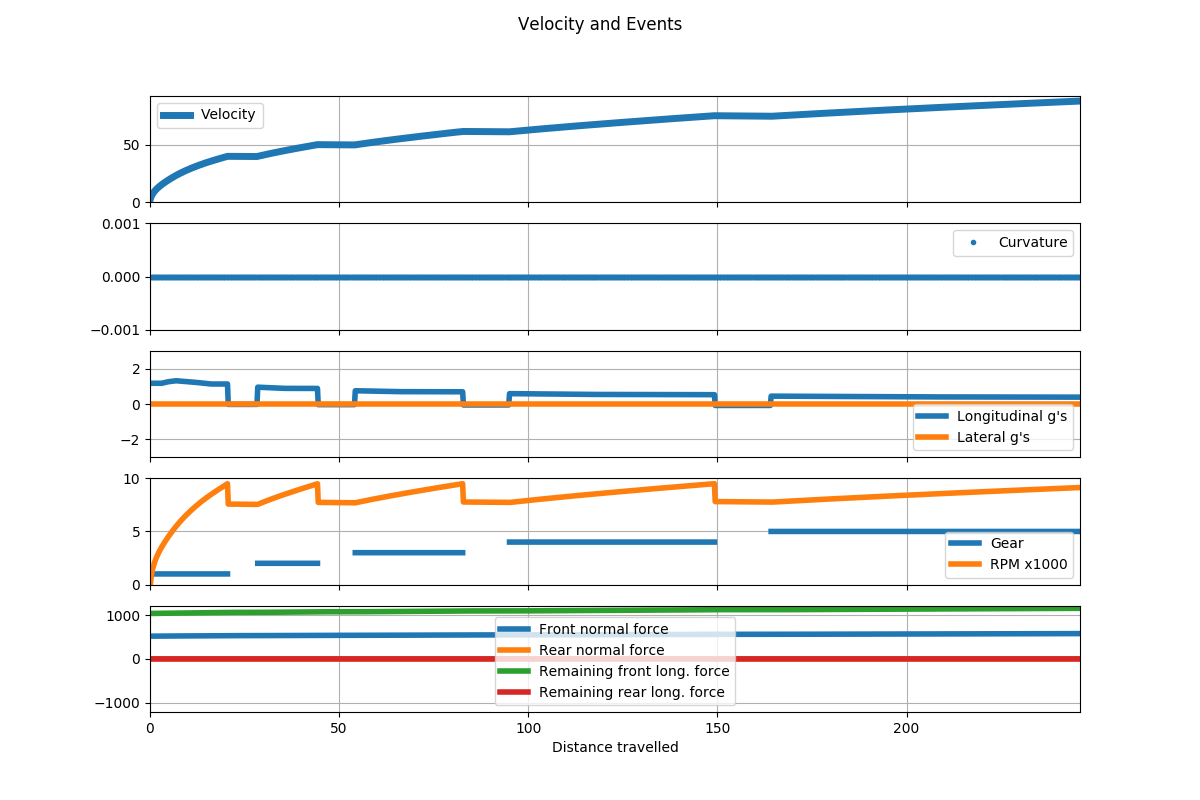 Velocity and Events
Velocity
50
0
0.001
Curvature
0.000
−0.001
2
0
Longitudinal g's
−2
Lateral g's
10
5
Gear
RPM x1000
0
1000
Front normal force
Rear normal force
0
Remaining front long. force
Remaining rear long. force
−1000
0 50 100 150 200
Distance travelled